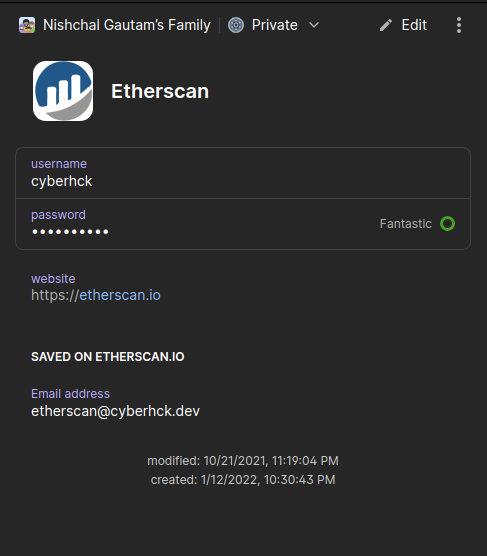 Nishchal Gautam's Family
Private
Edit
Etherscan
username
cyberhck
password
••••••••••
Fantastic
website
https://etherscan.io
SAVED ON ETHERSCAN.IO
Email address
etherscan@cyberhck.dev
modified: 10/21/2021, 11:19:04 PM
created: 1/12/2022, 10:30:43 PM